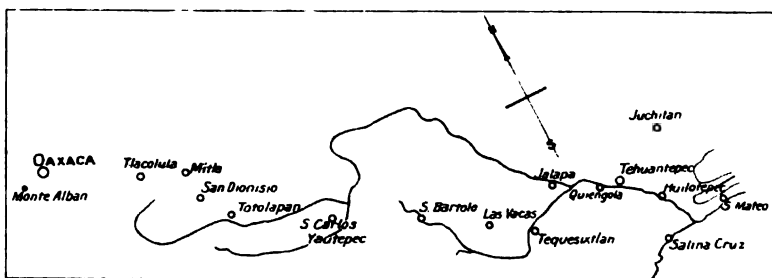 Juchitan
OAXACA
Tlacolula
Mitla
Monte Alban
San Dionisio
Totolapan
S. Carlos
Yautepec
S. Bartolo
Las Vacas
Jalapa
Quiengola
Tehuantepec
Huilotepec
S. Mateo
Tequesixtlan
Salina Cruz